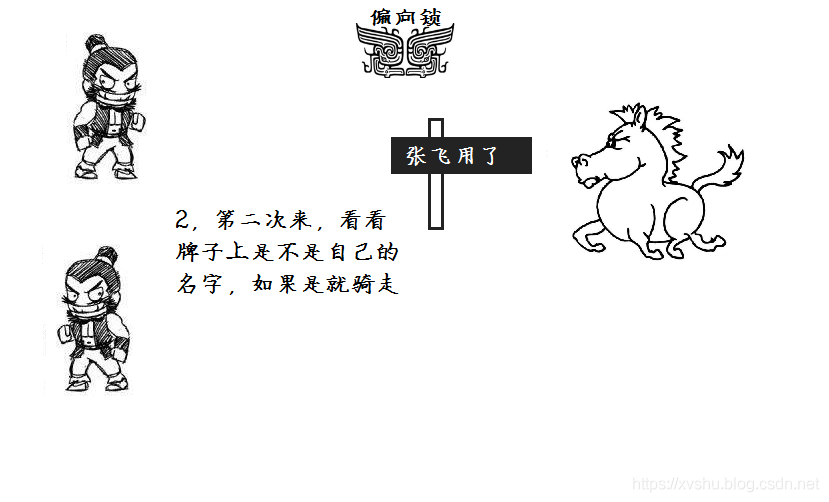 偏向锁
张飞用了
2，第二次来，看看
牌子上是不是自己的
名字，如果是就骑走
https://xvshu.blog.csdn.net